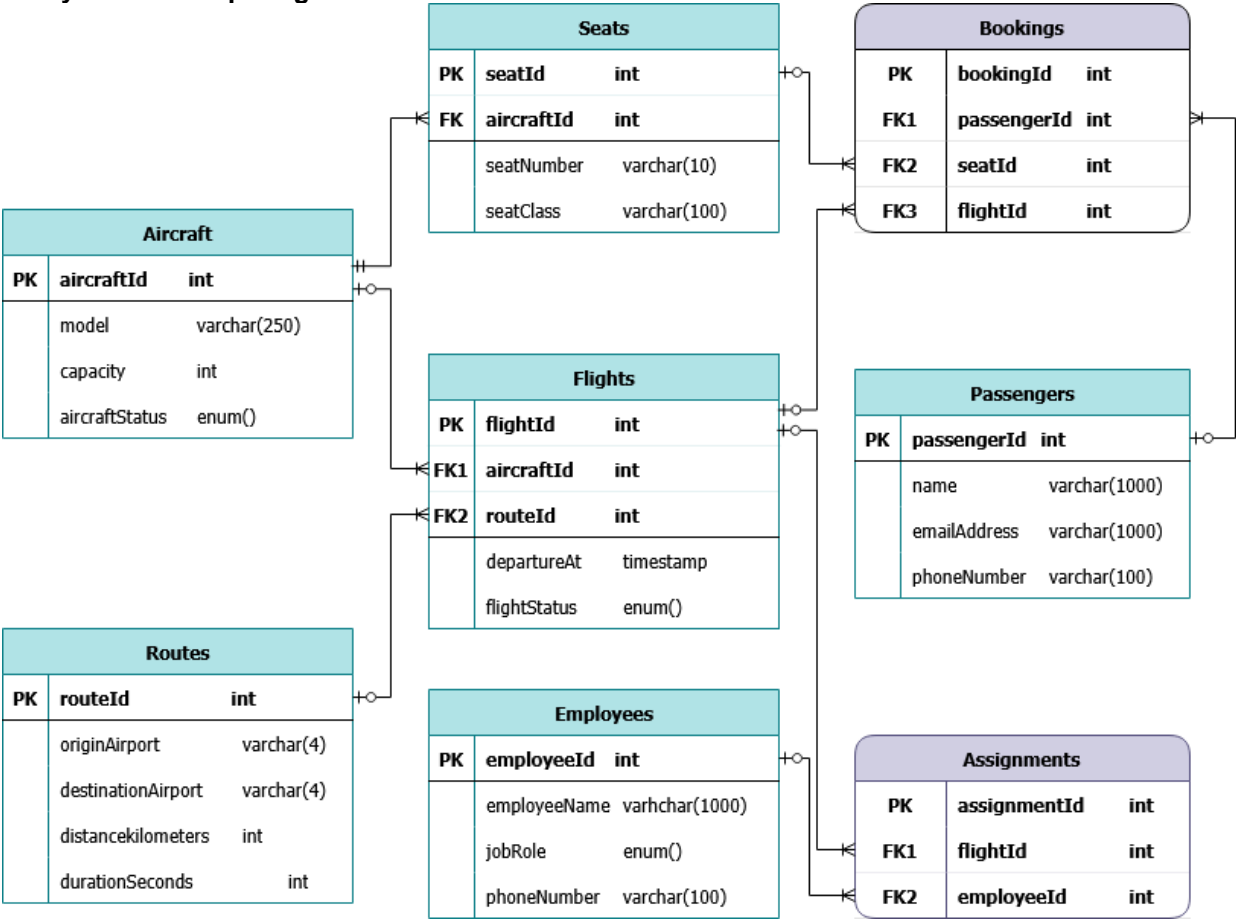 Seats
PK seatId int
FK aircraftId int
seatNumber varchar(10)
seatClass varchar(100)
Bookings
PK bookingId int
FK1 passengerId int
FK2 seatId int
FK3 flightId int
Aircraft
PK aircraftId int
model varchar(250)
capacity int
aircraftStatus enum()
Flights
PK flightId int
FK1 aircraftId int
FK2 routeId int
departureAt timestamp
flightStatus enum()
Passengers
PK passengerId int
name varchar(1000)
emailAddress varchar(1000)
phoneNumber varchar(100)
Routes
PK routeId int
originAirport varchar(4)
destinationAirport varchar(4)
distancekilometers int
durationSeconds int
Employees
PK employeeId int
employeeName varhchar(1000)
jobRole enum()
phoneNumber varchar(100)
Assignments
PK assignmentId int
FK1 flightId int
FK2 employeeId int